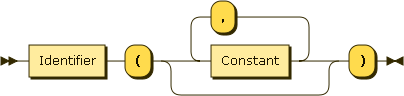 ,
Identifier ( Constant )